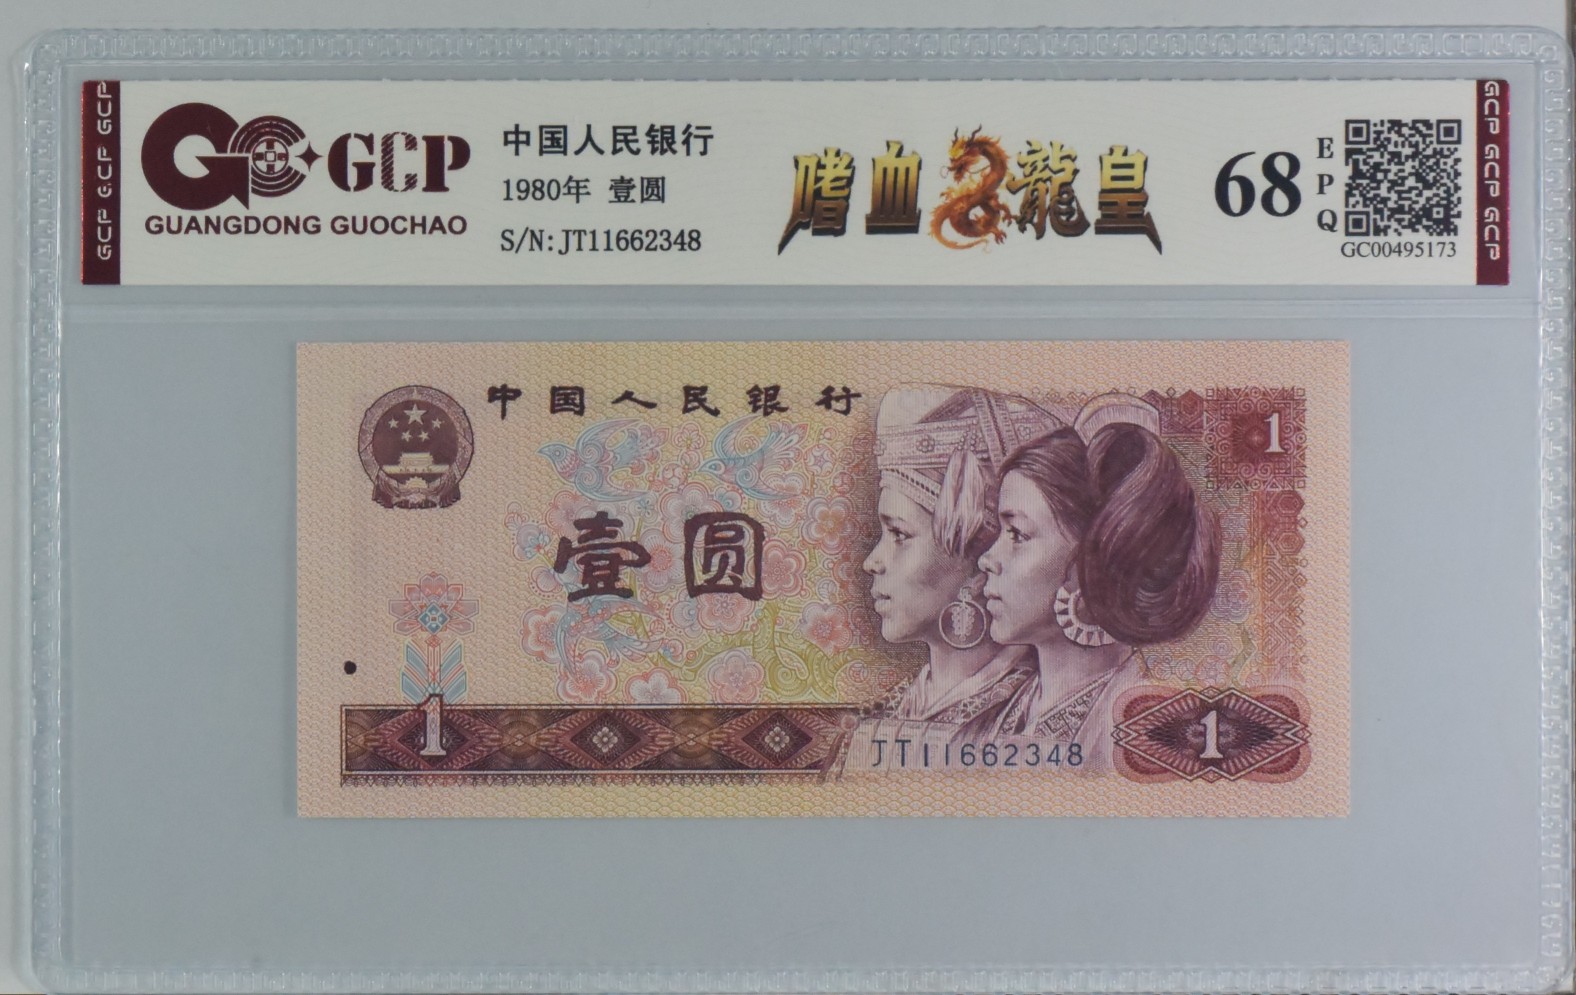 GCP GCP GCP
GCP
GUANGDONG GUOCHAO
中国人民银行
1980年 壹圆
S/N:JT11662348
嗜血龍皇
68
EPQ
GC00495173
GCP GCP GCP
中国人民银行
1
壹圆
1
JT11662348
1